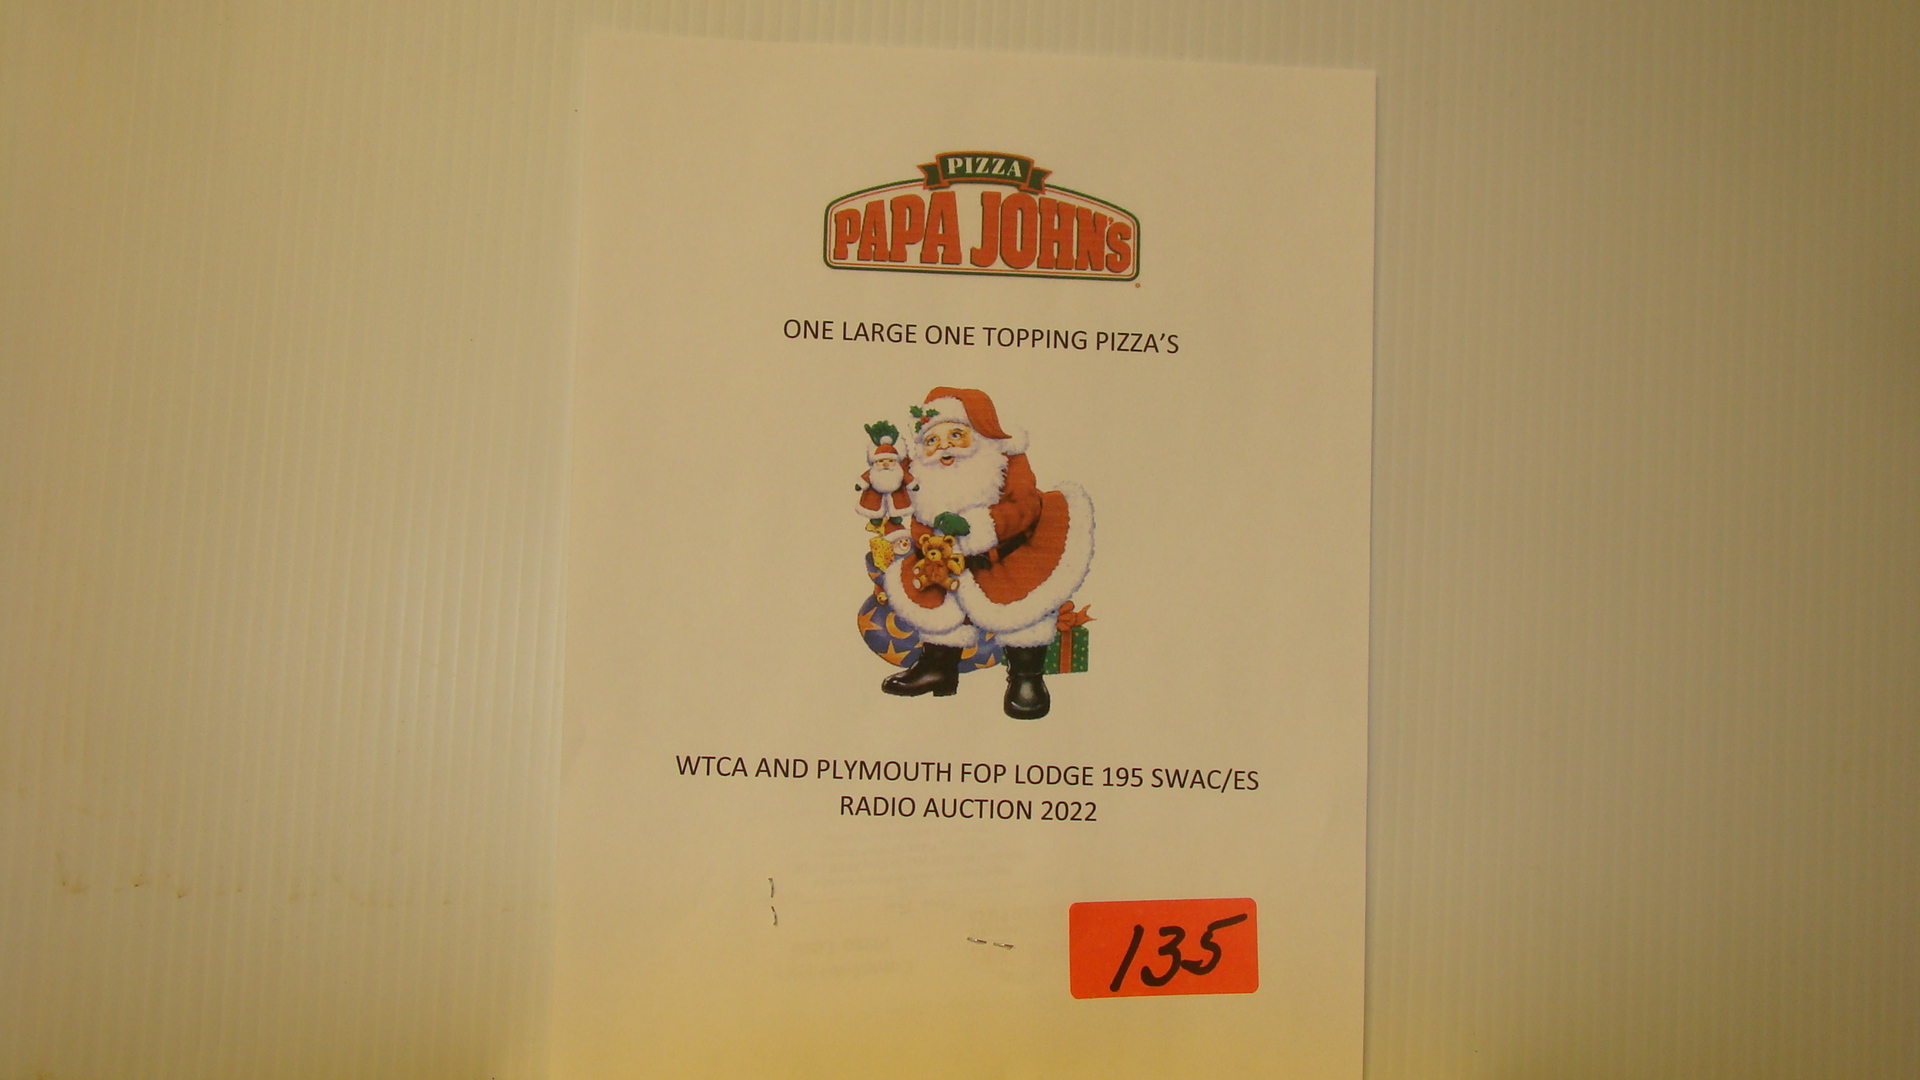 PIZZA
PAPA JOHN'S
ONE LARGE ONE TOPPING PIZZA'S
WTCA AND PLYMOUTH FOP LODGE 195 SWAC/ES
RADIO AUCTION 2022
135